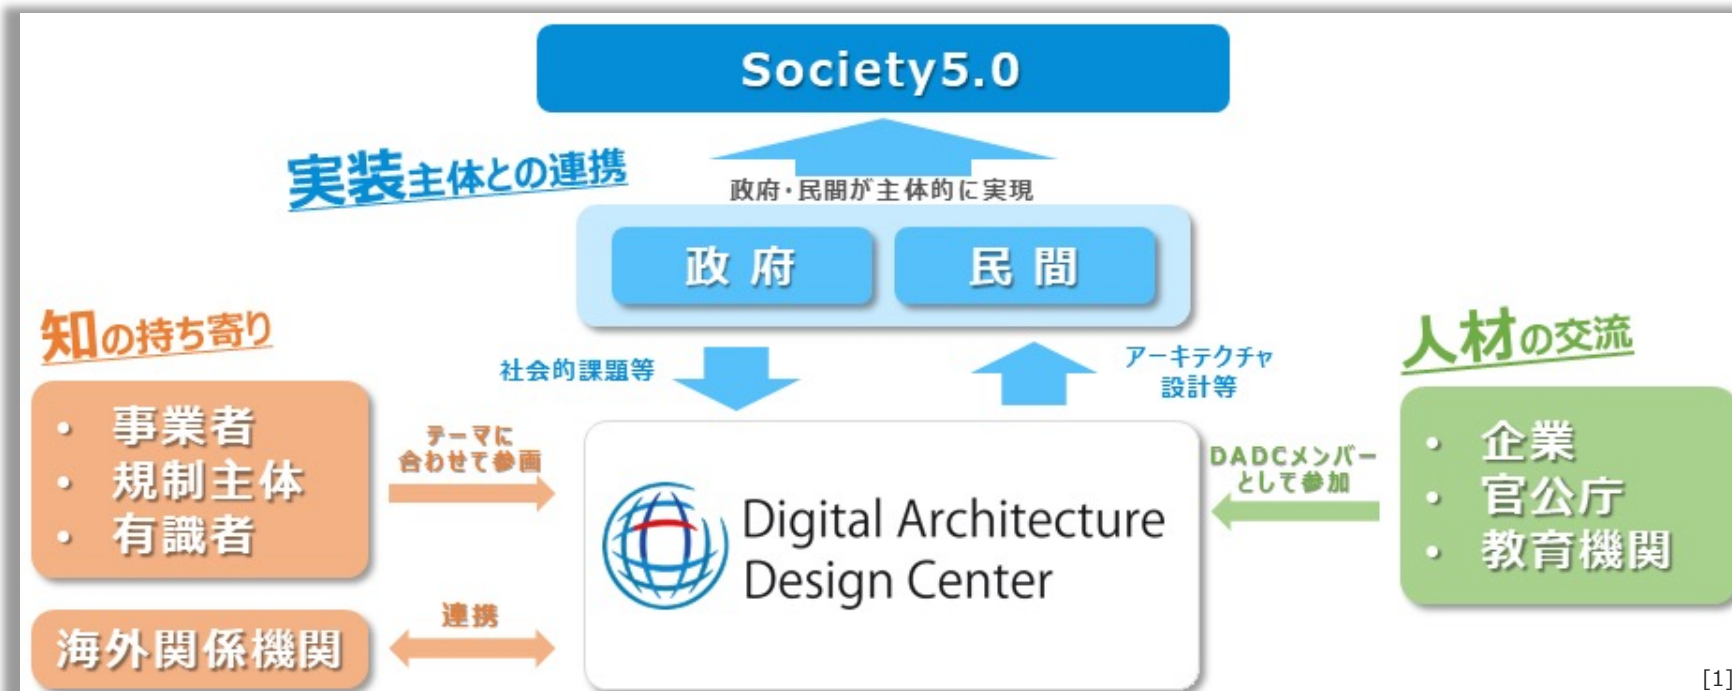 Society5.0
実装主体との連携
政府・民間が主体的に実現
政府
民間
知の持ち寄り
社会的課題等
アーキテクチャ
設計等
人材の交流
・ 事業者
・ 規制主体
・ 有識者
テーマに
合わせて参画
Digital Architecture
Design Center
DADCメンバー
として参加
・ 企業
・ 官公庁
・ 教育機関
海外関係機関
連携
[1]